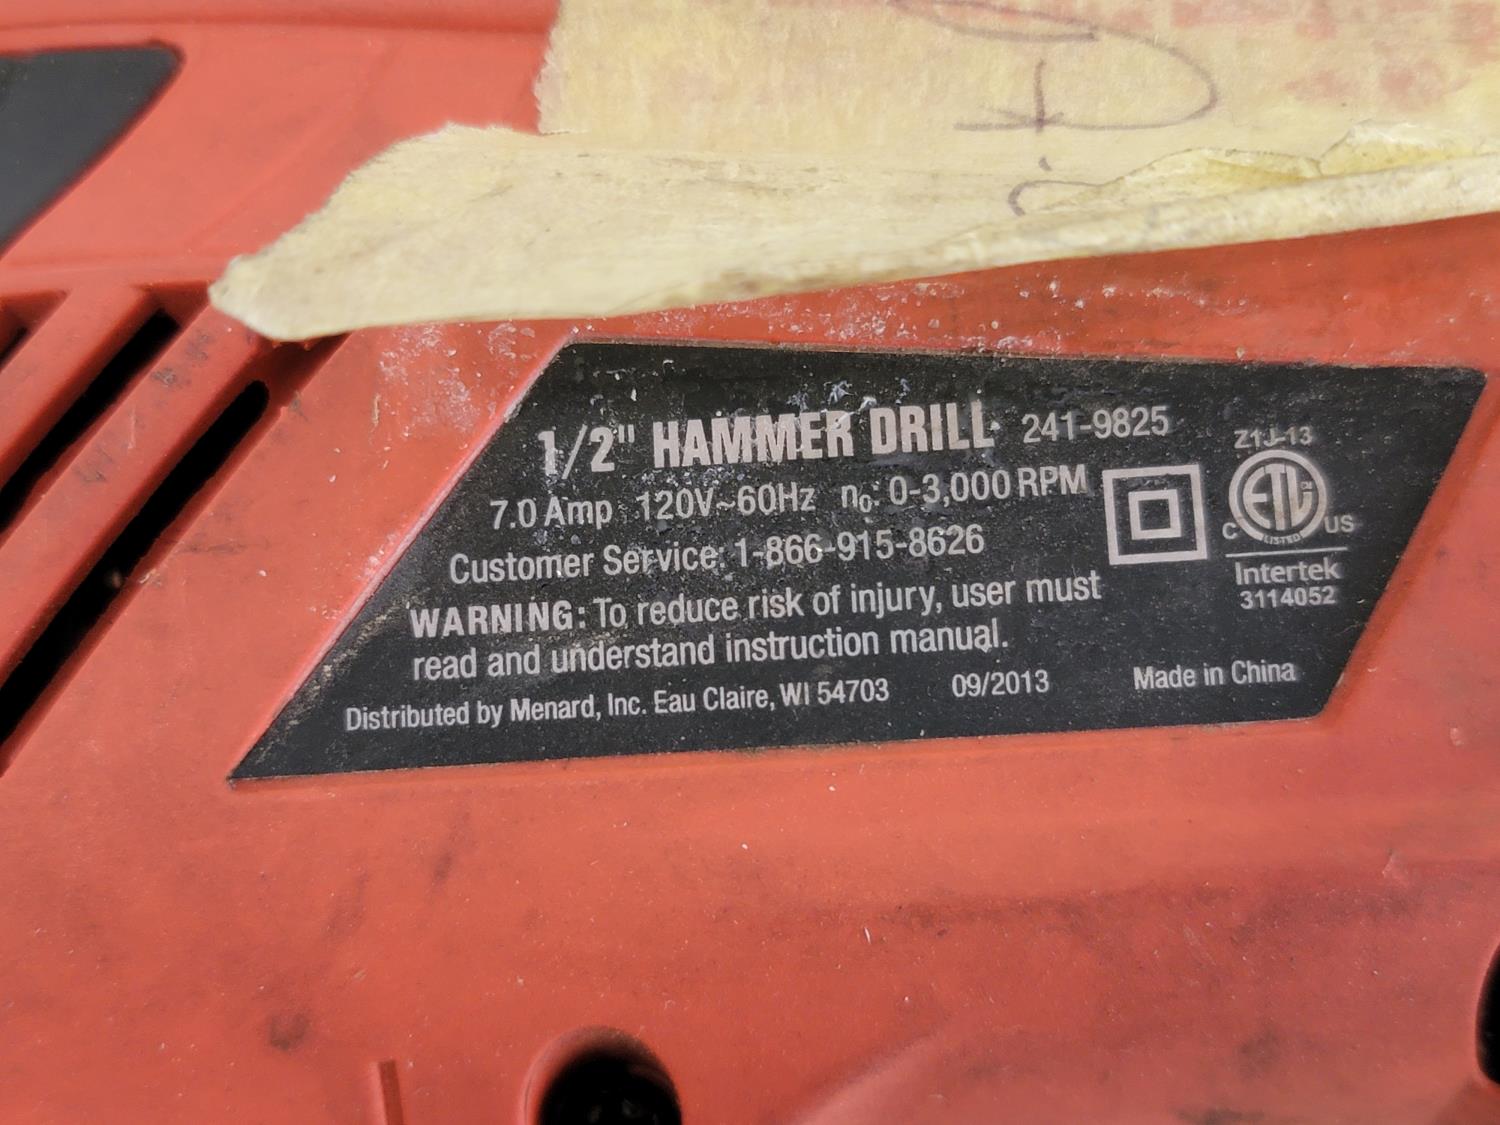 1/2" HAMMER DRILL 241-9825
7.0 Amp 120V~60Hz n₀: 0-3,000 RPM
Customer Service: 1-866-915-8626
WARNING: To reduce risk of injury, user must
read and understand instruction manual.
Distributed by Menard, Inc. Eau Claire, WI 54703 09/2013 Made in China
Z1J-13
ETL CM
LISTED
C US
Intertek
3114052